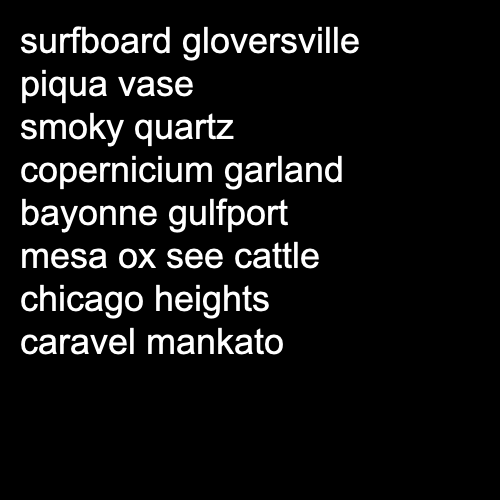 surfboard gloversville
piqua vase
smoky quartz
copernicium garland
bayonne gulfport
mesa ox see cattle
chicago heights
caravel mankato